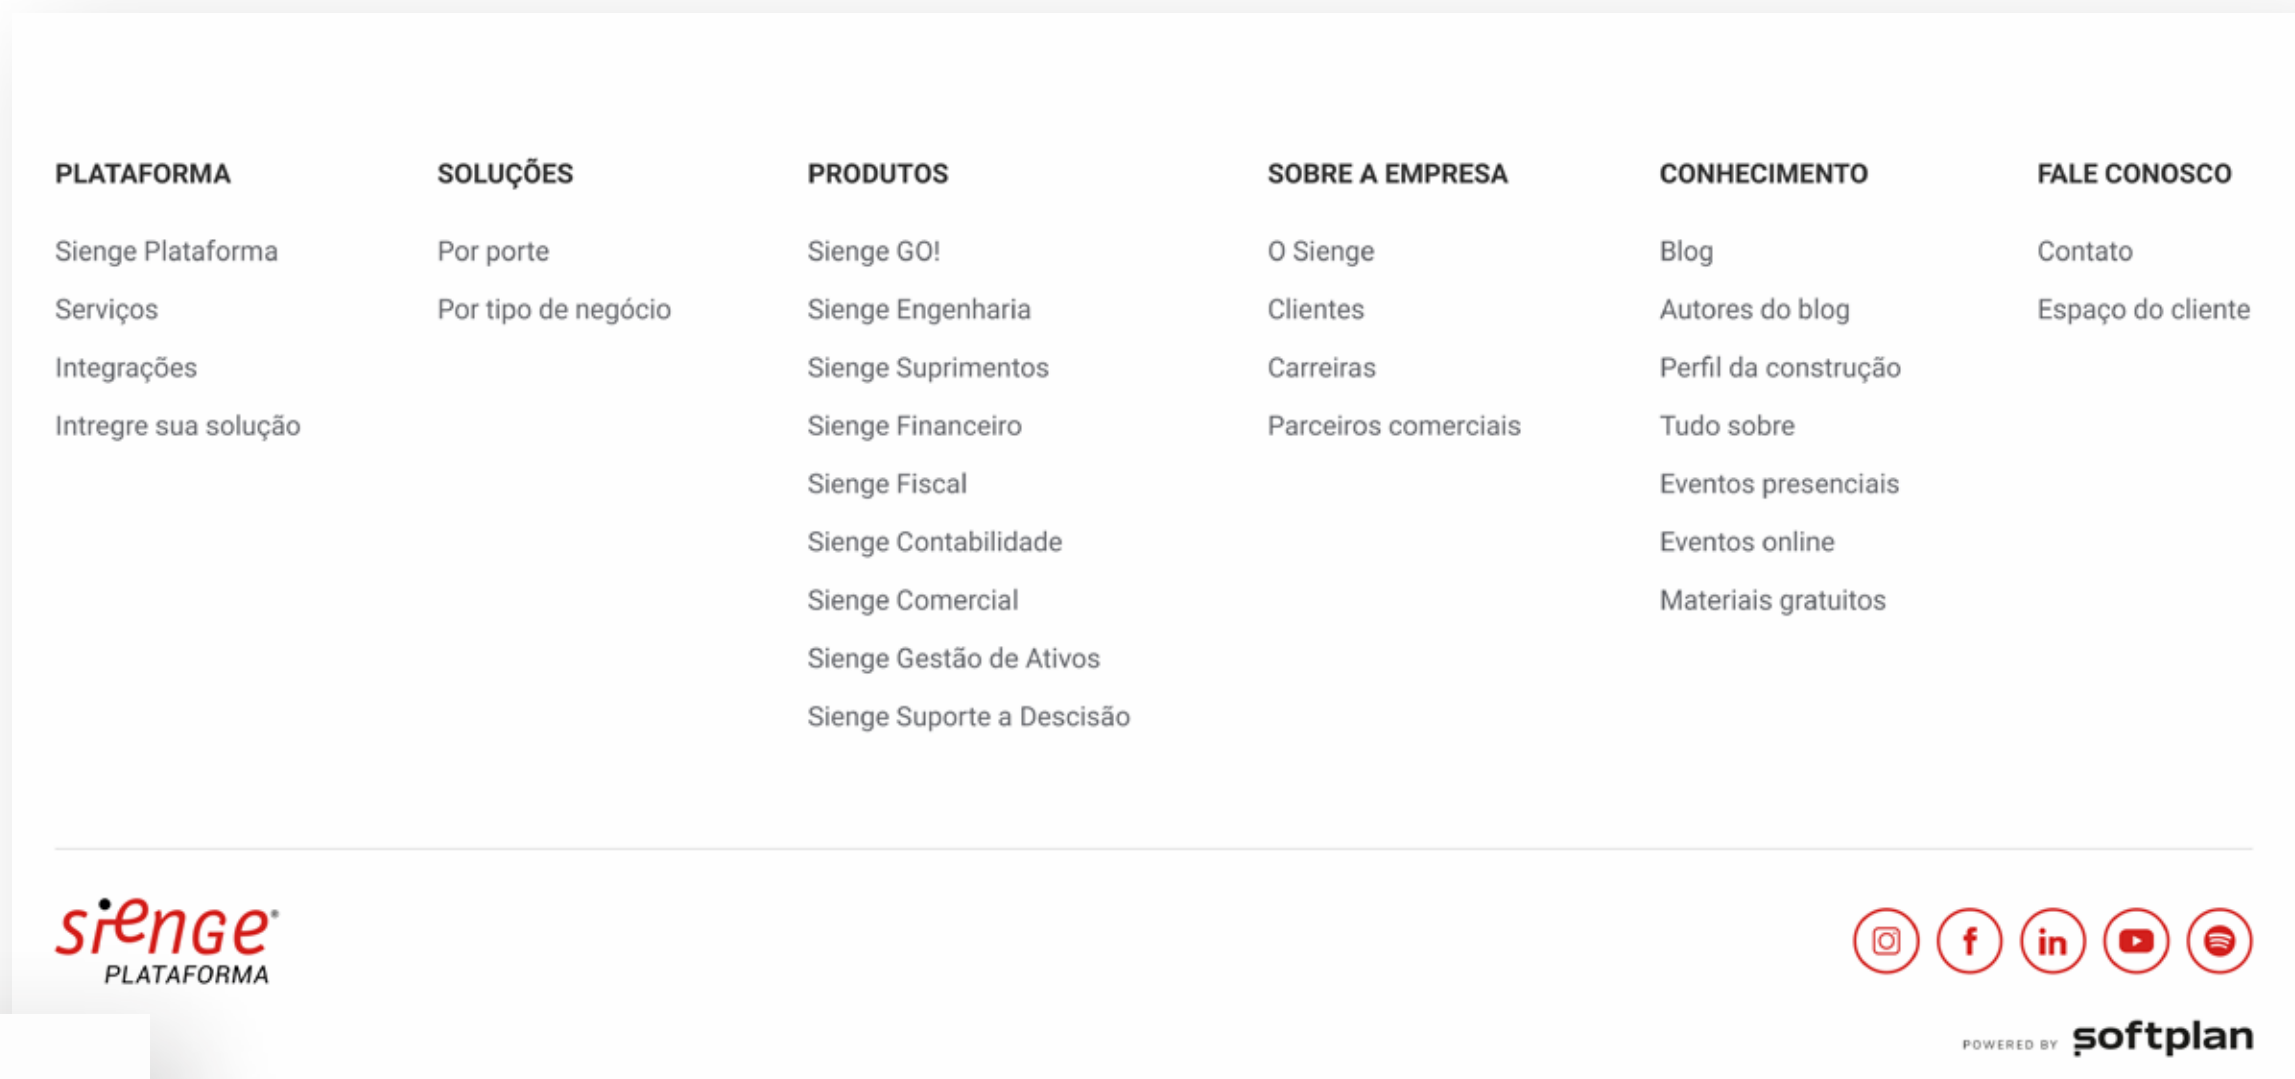 PLATAFORMA
Sienge Plataforma
Serviços
Integrações
Intregre sua solução
SOLUÇÕES
Por porte
Por tipo de negócio
PRODUTOS
Sienge GO!
Sienge Engenharia
Sienge Suprimentos
Sienge Financeiro
Sienge Fiscal
Sienge Contabilidade
Sienge Comercial
Sienge Gestão de Ativos
Sienge Suporte a Descisão
SOBRE A EMPRESA
O Sienge
Clientes
Carreiras
Parceiros comerciais
CONHECIMENTO
Blog
Autores do blog
Perfil da construção
Tudo sobre
Eventos presenciais
Eventos online
Materiais gratuitos
FALE CONOSCO
Contato
Espaço do cliente
sienge
PLATAFORMA
f
in
POWERED BY softplan